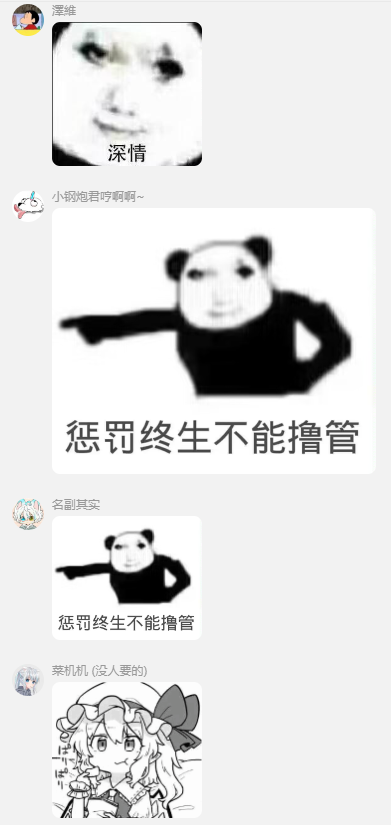 澤維
深情
小钢炮君哼啊啊~
惩罚终生不能撸管
名副其实
惩罚终生不能撸管
菜机机 (没人要的)
ぱり
ぱり